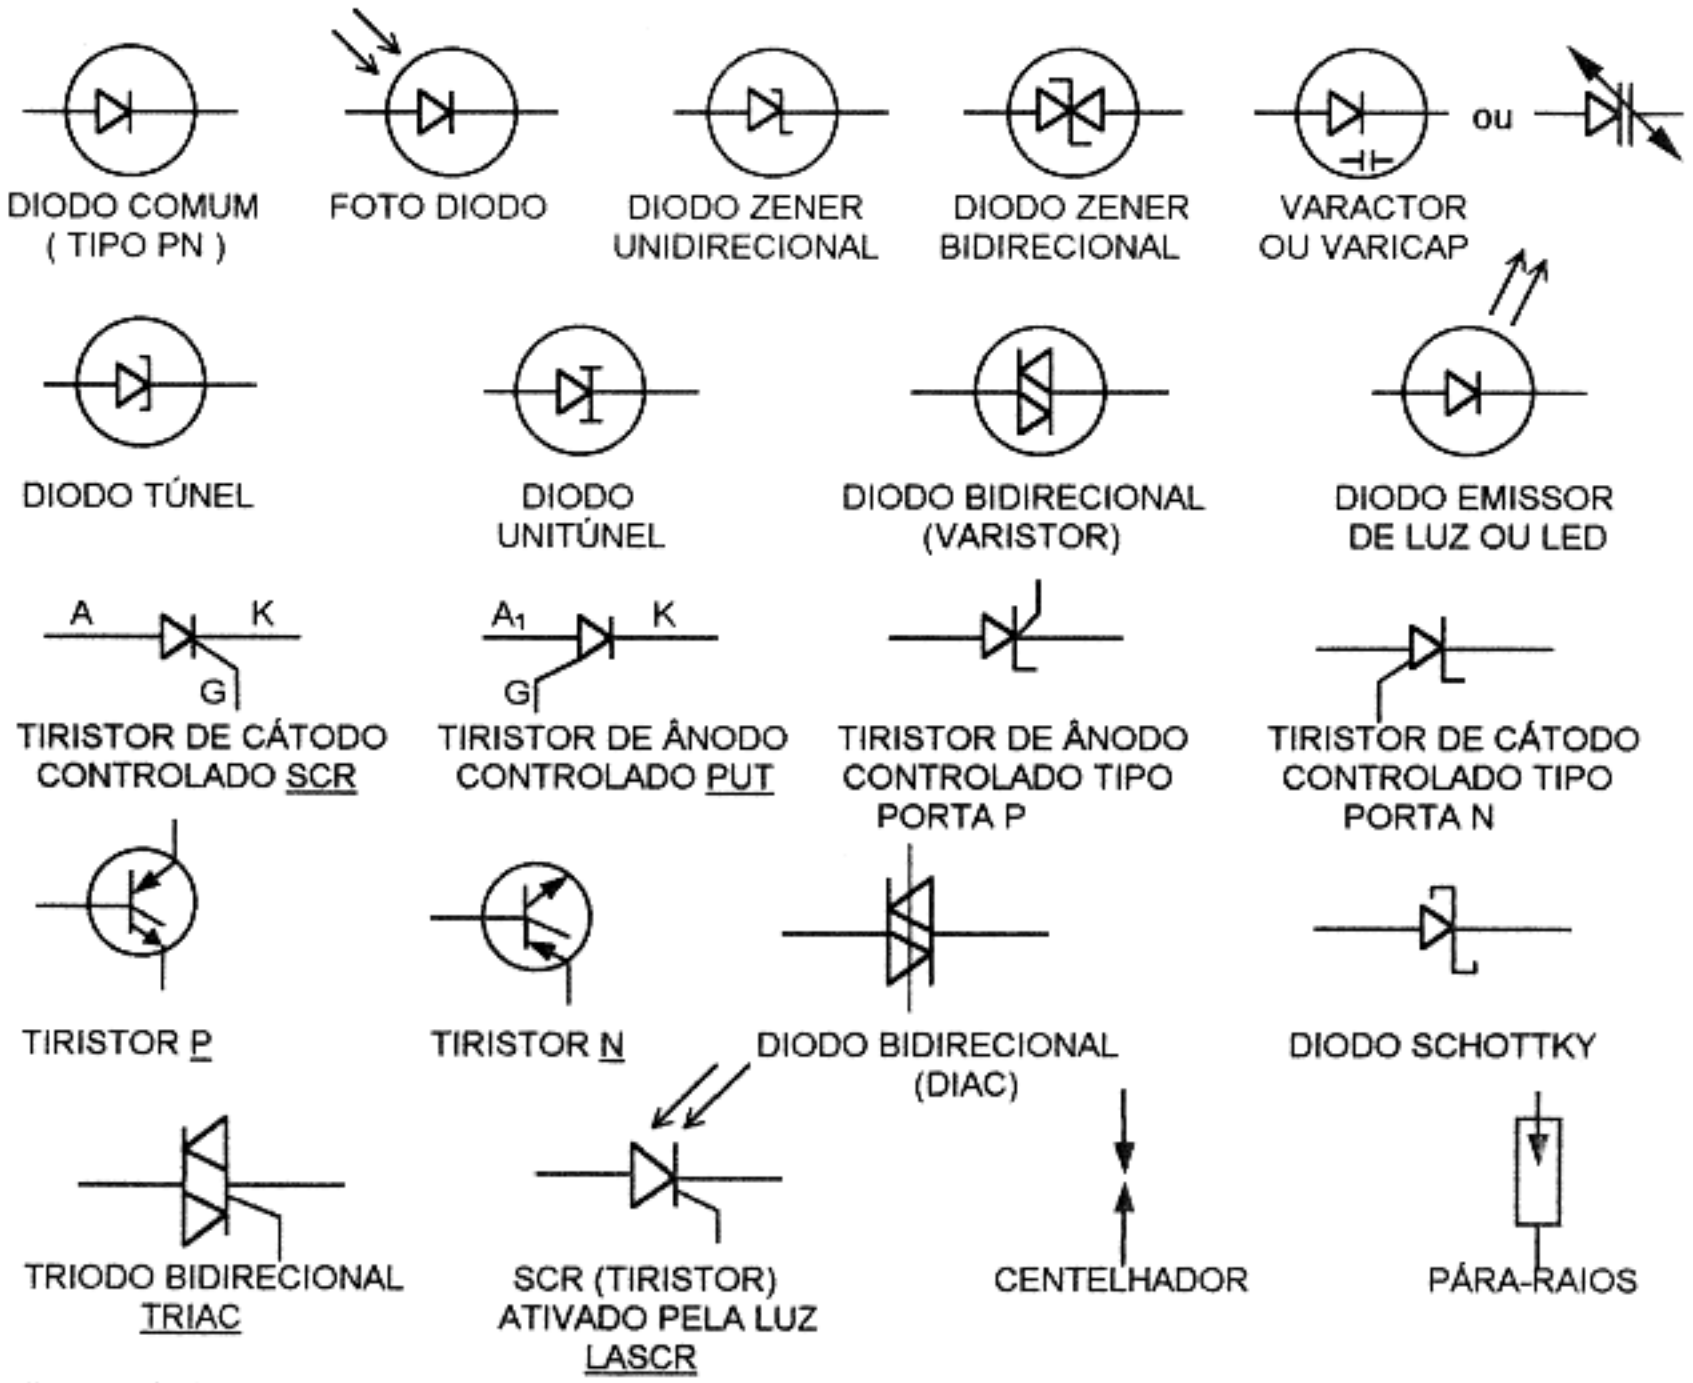 ou
DIODO COMUM
( TIPO PN )
FOTO DIODO
DIODO ZENER
UNIDIRECIONAL
DIODO ZENER
BIDIRECIONAL
VARACTOR
OU VARICAP
DIODO TÚNEL
DIODO
UNITÚNEL
DIODO BIDIRECIONAL
(VARISTOR)
DIODO EMISSOR
DE LUZ OU LED
A K
G
TIRISTOR DE CÁTODO
CONTROLADO SCR
A1 K
G
TIRISTOR DE ÂNODO
CONTROLADO PUT
TIRISTOR DE ÂNODO
CONTROLADO TIPO
PORTA P
TIRISTOR DE CÁTODO
CONTROLADO TIPO
PORTA N
TIRISTOR P
TIRISTOR N
DIODO BIDIRECIONAL
(DIAC)
DIODO SCHOTTKY
TRIODO BIDIRECIONAL
TRIAC
SCR (TIRISTOR)
ATIVADO PELA LUZ
LASCR
CENTELHADOR
PÁRA-RAIOS